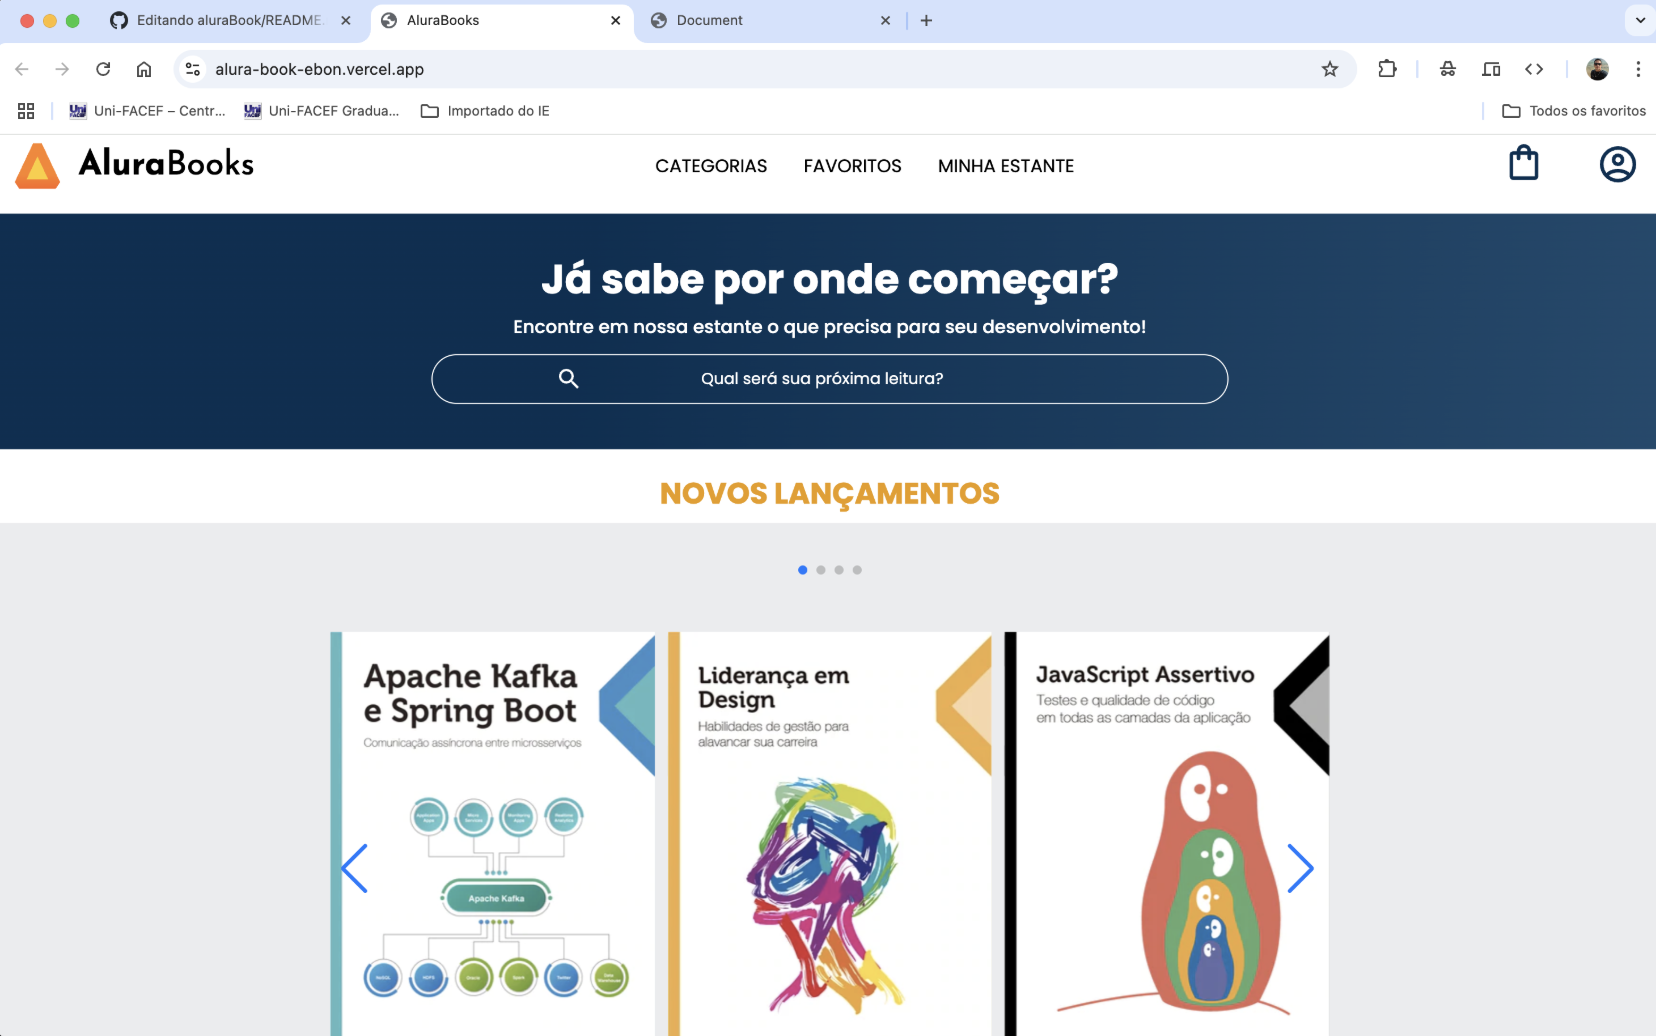 Editando aluraBook/README.
AluraBooks
Document
alura-book-ebon.vercel.app
Uni-FACEF – Centr...
Uni-FACEF Gradua...
Importado do IE
Todos os favoritos
AluraBooks
CATEGORIAS
FAVORITOS
MINHA ESTANTE
Já sabe por onde começar?
Encontre em nossa estante o que precisa para seu desenvolvimento!
Qual será sua próxima leitura?
NOVOS LANÇAMENTOS
Apache Kafka
e Spring Boot
Comunicação assíncrona entre microsserviços
Apache Kafka
Liderança em
Design
Habilidades de gestão para
alavancar sua carreira
JavaScript Assertivo
Testes e qualidade de código
em todas as camadas da aplicação